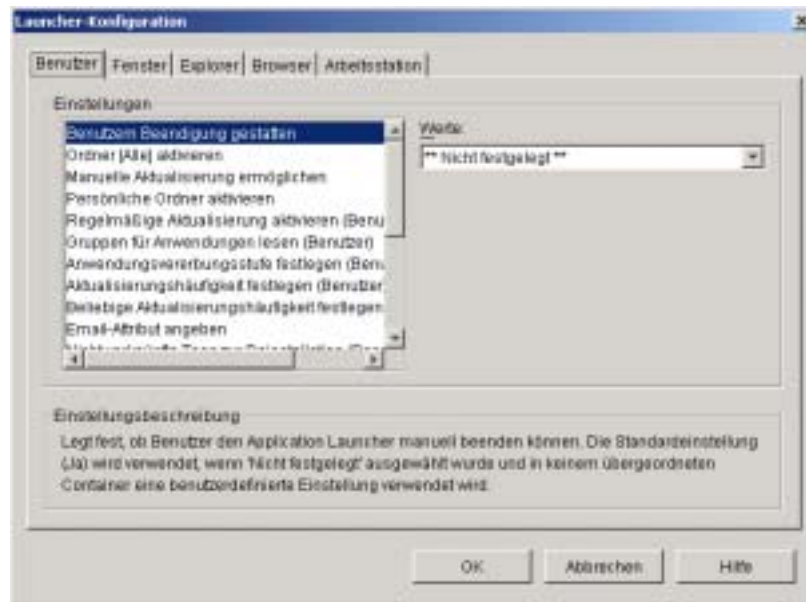 Launcher-Konfiguration
Benutzer Fenster Explorer Browser Arbeitsstation
Einstellungen
Benutzern Beendigung gestatten
Ordner [Alle] aktivieren
Manuelle Aktualisierung ermöglichen
Persönliche Ordner aktivieren
Regelmäßige Aktualisierung aktivieren (Benu
Gruppen für Anwendungen lesen (Benutzer)
Anwendungsvererbungsstufe festlegen (Benu
Aktualisierungshäufigkeit festlegen (Benutzer
Beliebige Aktualisierungshäufigkeit festlegen
Email-Attribut angeben
Werte:
** Nicht festgelegt **
Einstellungsbeschreibung
Legt fest, ob Benutzer den Application Launcher manuell beenden können. Die Standardeinstellung
(Ja) wird verwendet, wenn 'Nicht festgelegt' ausgewählt wurde und in keinem übergeordneten
Container eine benutzerdefinierte Einstellung verwendet wird.
OK Abbrechen Hilfe